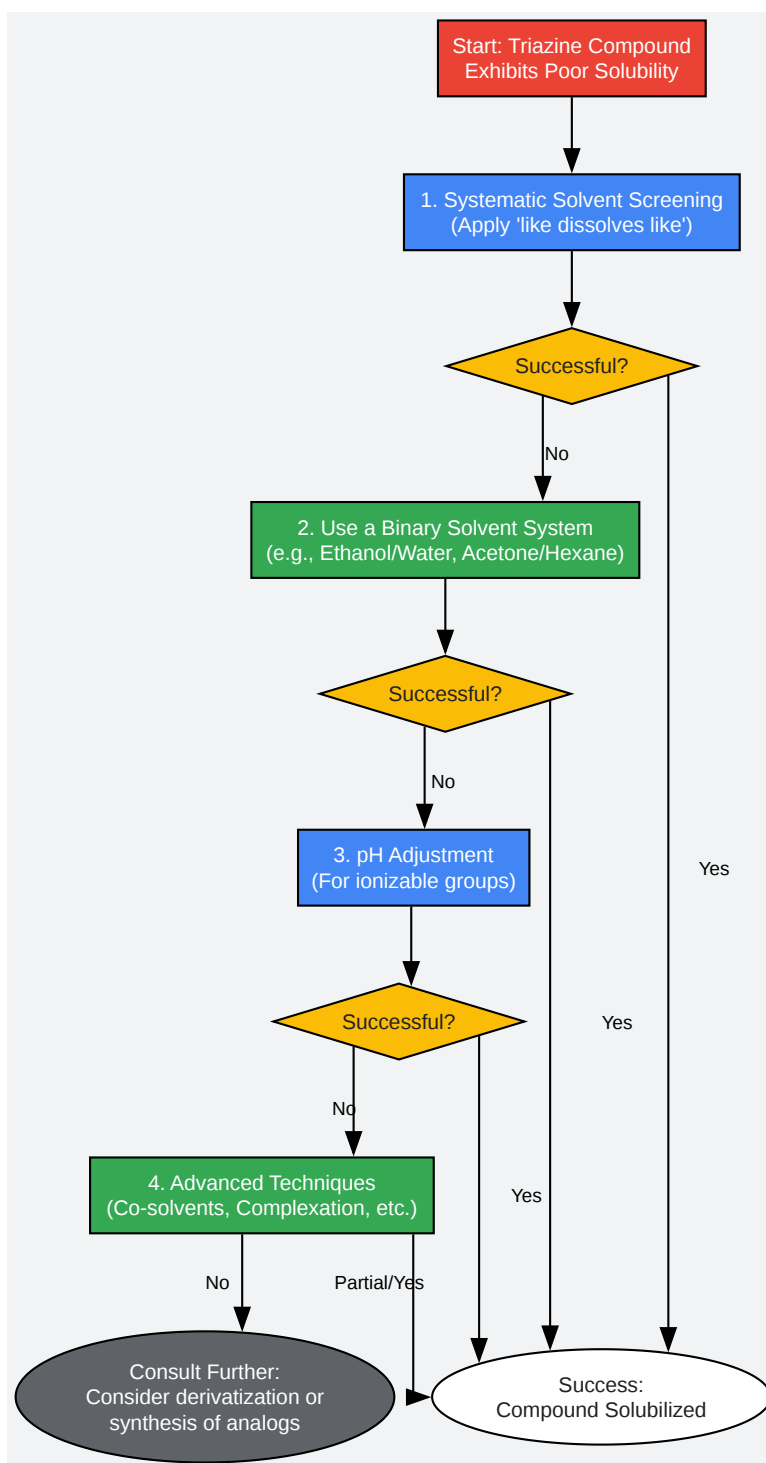 Start: Triazine Compound
Exhibits Poor Solubility
1. Systematic Solvent Screening
(Apply 'like dissolves like')
Successful?
No
2. Use a Binary Solvent System
(e.g., Ethanol/Water, Acetone/Hexane)
Successful?
No
3. pH Adjustment
(For ionizable groups)
Yes
Successful?
Yes
No
4. Advanced Techniques
(Co-solvents, Complexation, etc.)
Yes
No
Partial/Yes
Consult Further:
Consider derivatization or
synthesis of analogs
Success:
Compound Solubilized